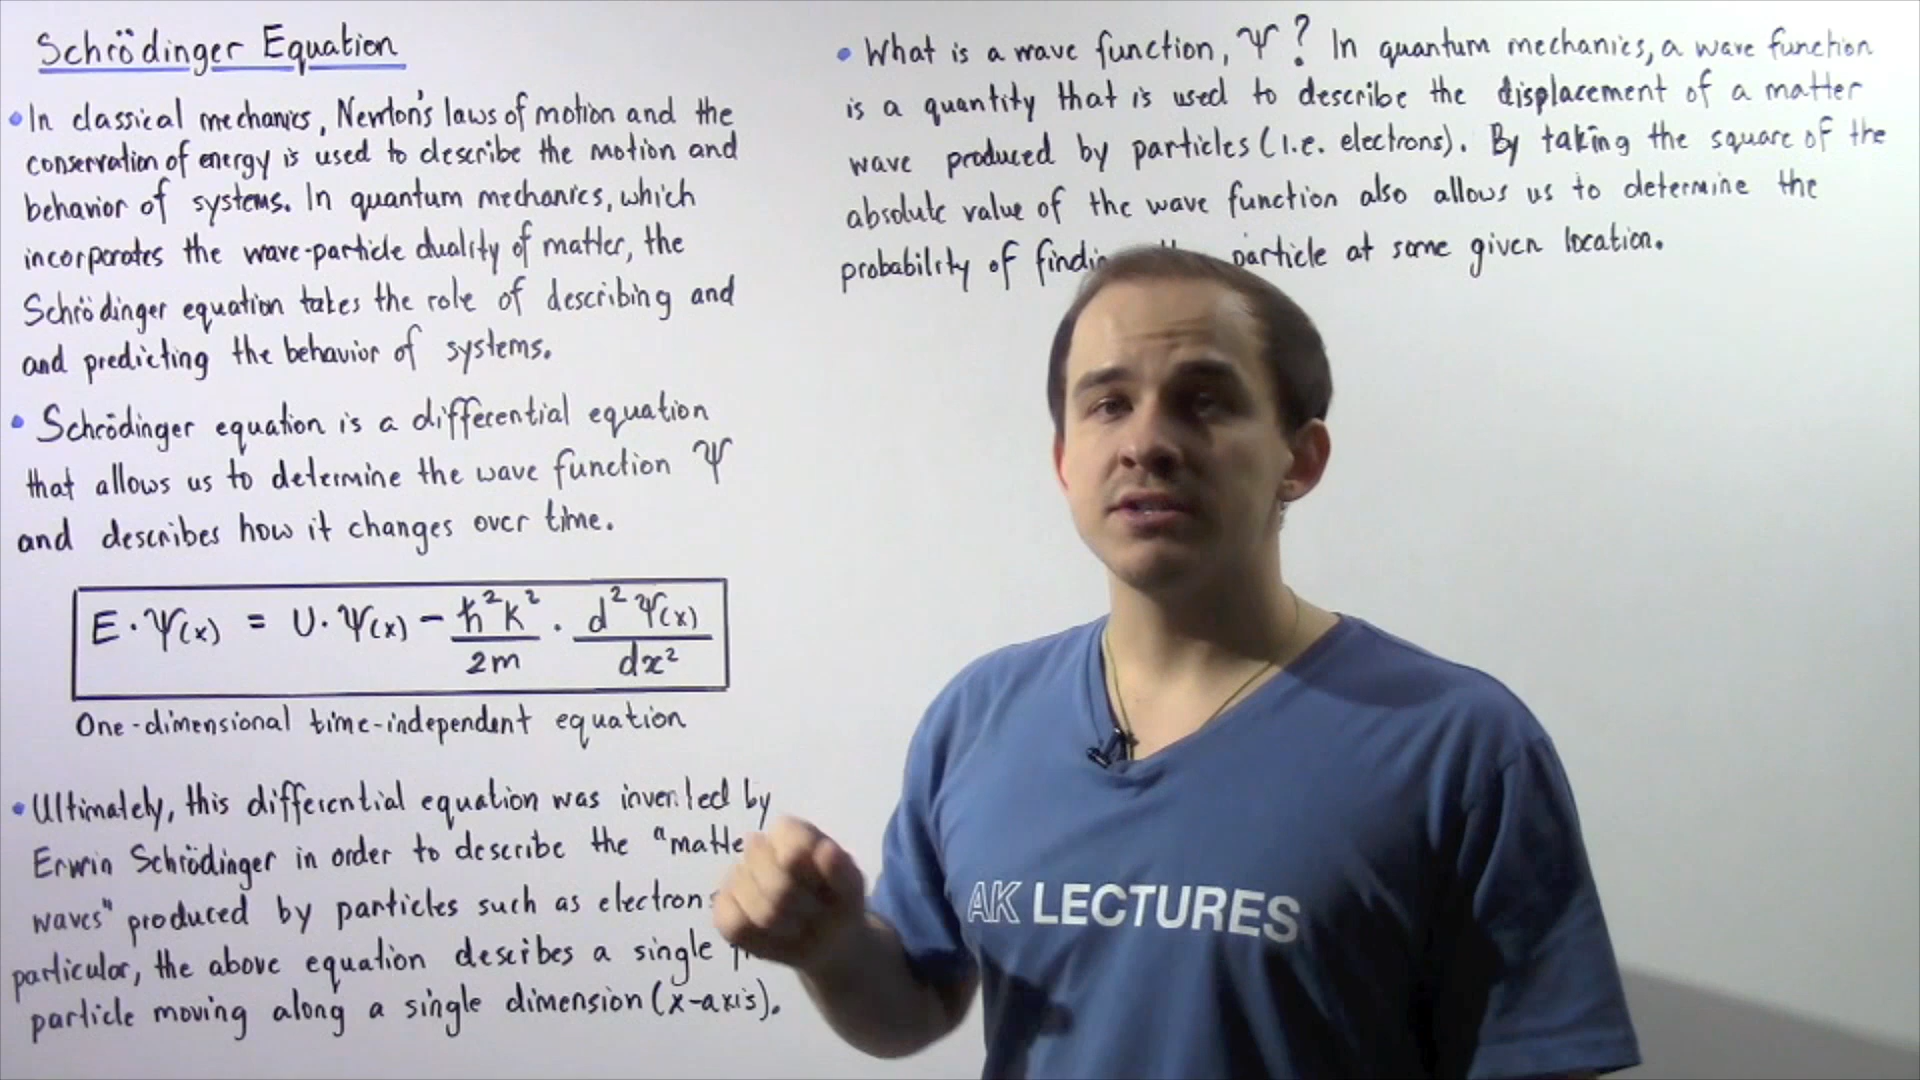 Schrödinger Equation
• In classical mechanics, Newton's laws of motion and the
conservation of energy is used to describe the motion and
behavior of systems. In quantum mechanics, which
incorporates the wave-particle duality of matter, the
Schrödinger equation takes the role of describing and
and predicting the behavior of systems.
• Schrödinger equation is a differential equation
that allows us to determine the wave function Ψ
and describes how it changes over time.
E · Ψ(x) = U · Ψ(x) − ħ²k²/2m · d²Ψ(x)/dx²
One-dimensional time-independent equation
• Ultimately, this differential equation was invented by
Erwin Schrödinger in order to describe the "matte
waves" produced by particles such as electrons
particular, the above equation describes a single
particle moving along a single dimension (x-axis).
• What is a wave function, Ψ? In quantum mechanics, a wave function
is a quantity that is used to describe the displacement of a matter
wave produced by particles (i.e. electrons). By taking the square of the
absolute value of the wave function also allows us to determine the
probability of findin particle at some given location.
AK LECTURES